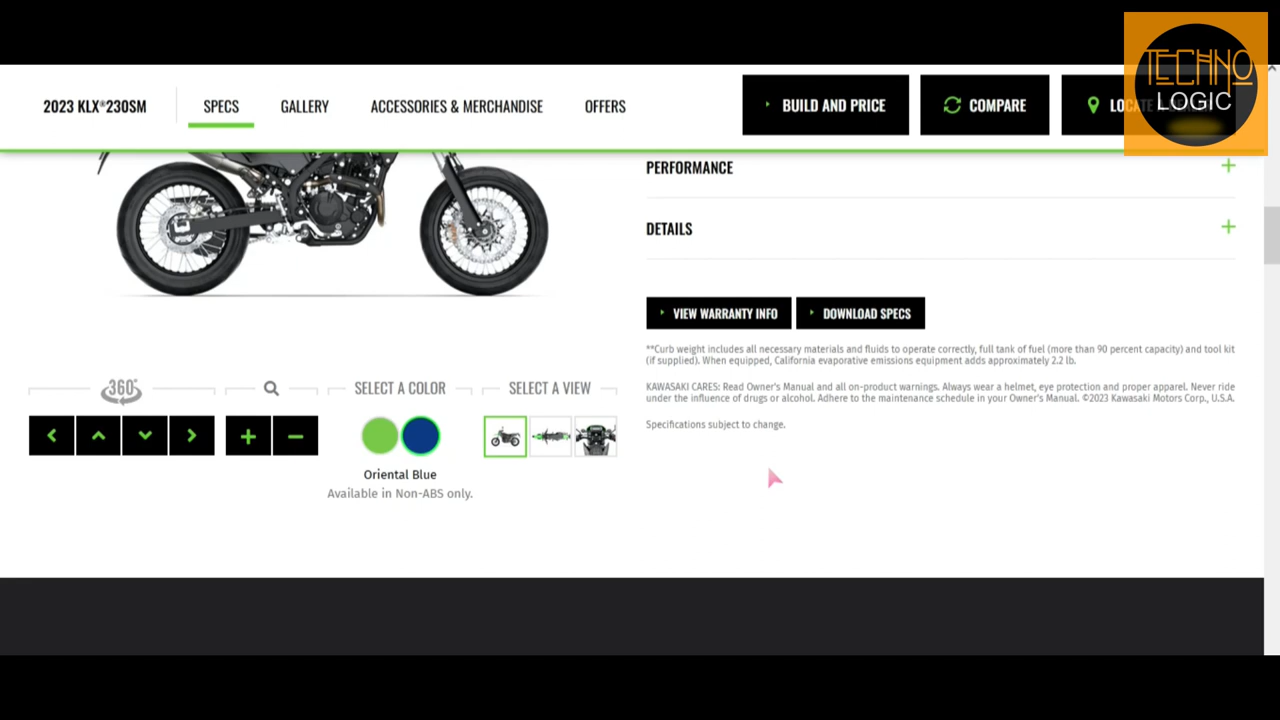 TECHNO
LOGIC
2023 KLX®230SM
SPECS
GALLERY
ACCESSORIES & MERCHANDISE
OFFERS
BUILD AND PRICE
COMPARE
PERFORMANCE
DETAILS
VIEW WARRANTY INFO
DOWNLOAD SPECS
**Curb weight includes all necessary materials and fluids to operate correctly, full tank of fuel (more than 90 percent capacity) and tool kit
(if supplied). When equipped, California evaporative emissions equipment adds approximately 2.2 lb.
KAWASAKI CARES: Read Owner's Manual and all on-product warnings. Always wear a helmet, eye protection and proper apparel. Never ride
under the influence of drugs or alcohol. Adhere to the maintenance schedule in your Owner's Manual. ©2023 Kawasaki Motors Corp., U.S.A.
Specifications subject to change.
360°
SELECT A COLOR
SELECT A VIEW
Oriental Blue
Available in Non-ABS only.